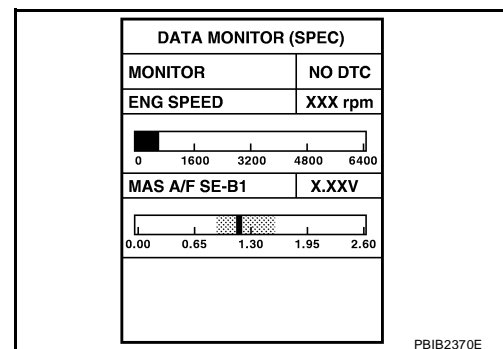 DATA MONITOR (SPEC)
MONITOR NO DTC
ENG SPEED XXX rpm
0 1600 3200 4800 6400
MAS A/F SE-B1 X.XXV
0.00 0.65 1.30 1.95 2.60
PBIB2370E